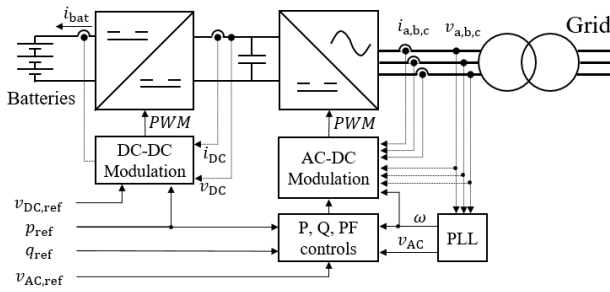 i_bat
i_a,b,c
v_a,b,c
Grid
Batteries
PWM
PWM
DC-DC
Modulation
i_DC
v_DC
AC-DC
Modulation
v_DC,ref
p_ref
q_ref
v_AC,ref
P, Q, PF
controls
ω
v_AC
PLL